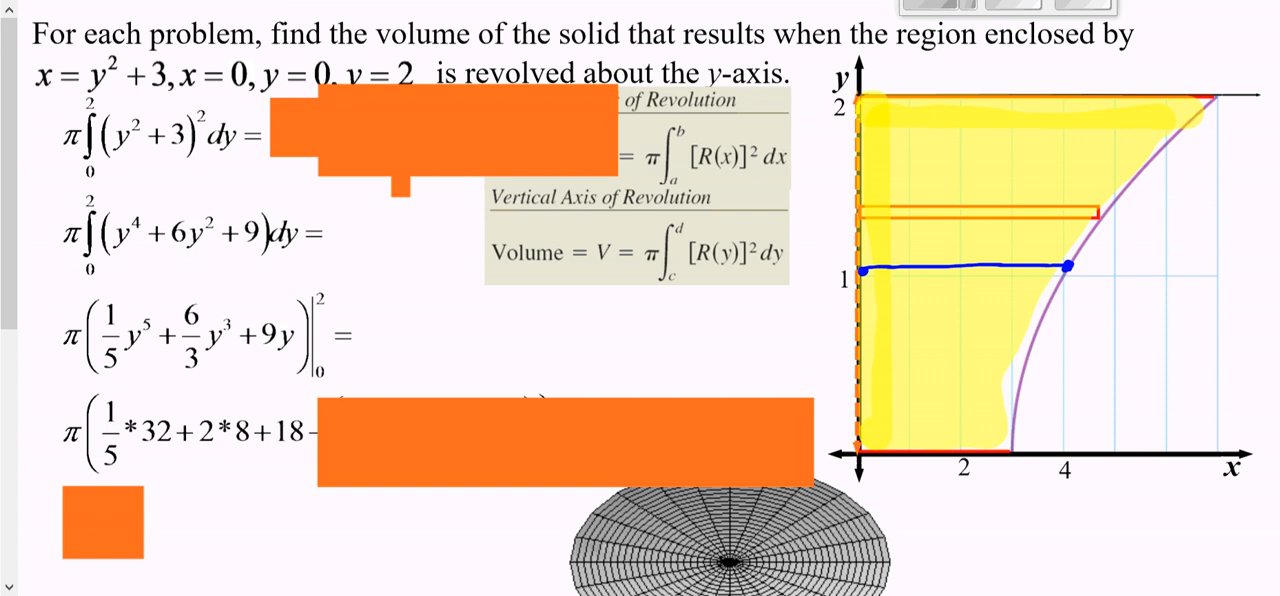 For each problem, find the volume of the solid that results when the region enclosed by
x = y² + 3, x = 0, y = 0, y = 2 is revolved about the y-axis.
π∫₀²(y² + 3)² dy =
of Revolution
= π∫ₐᵇ [R(x)]² dx
π∫₀²(y⁴ + 6y² + 9)dy =
Vertical Axis of Revolution
Volume = V = π∫꜀ᵈ [R(y)]² dy
π(1/5 y⁵ + 6/3 y³ + 9y)|₀² =
π(1/5 * 32 + 2 * 8 + 18 -
y
2
1
2 4 x